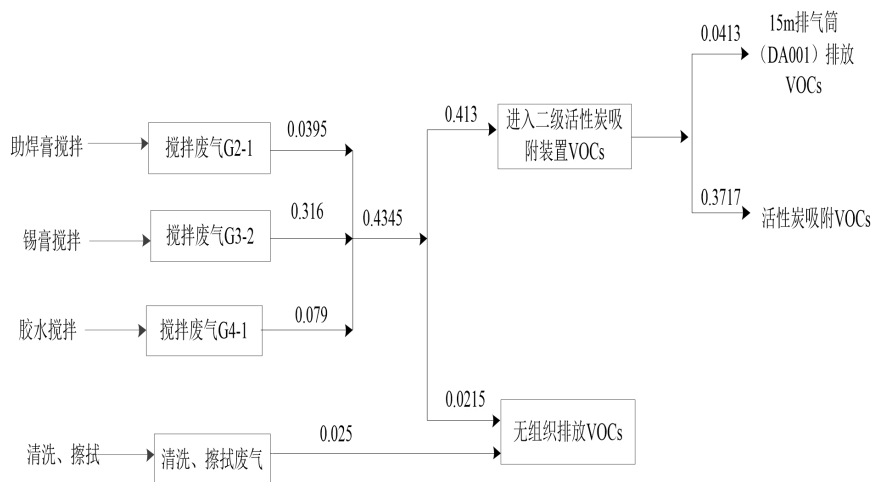 助焊膏搅拌
搅拌废气G2-1
0.0395
锡膏搅拌
搅拌废气G3-2
0.316
胶水搅拌
搅拌废气G4-1
0.079
0.4345
0.413
进入二级活性炭吸
附装置VOCs
0.0413
15m排气筒
（DA001）排放
VOCs
0.3717
活性炭吸附VOCs
清洗、擦拭
清洗、擦拭废气
0.025
0.0215
无组织排放VOCs